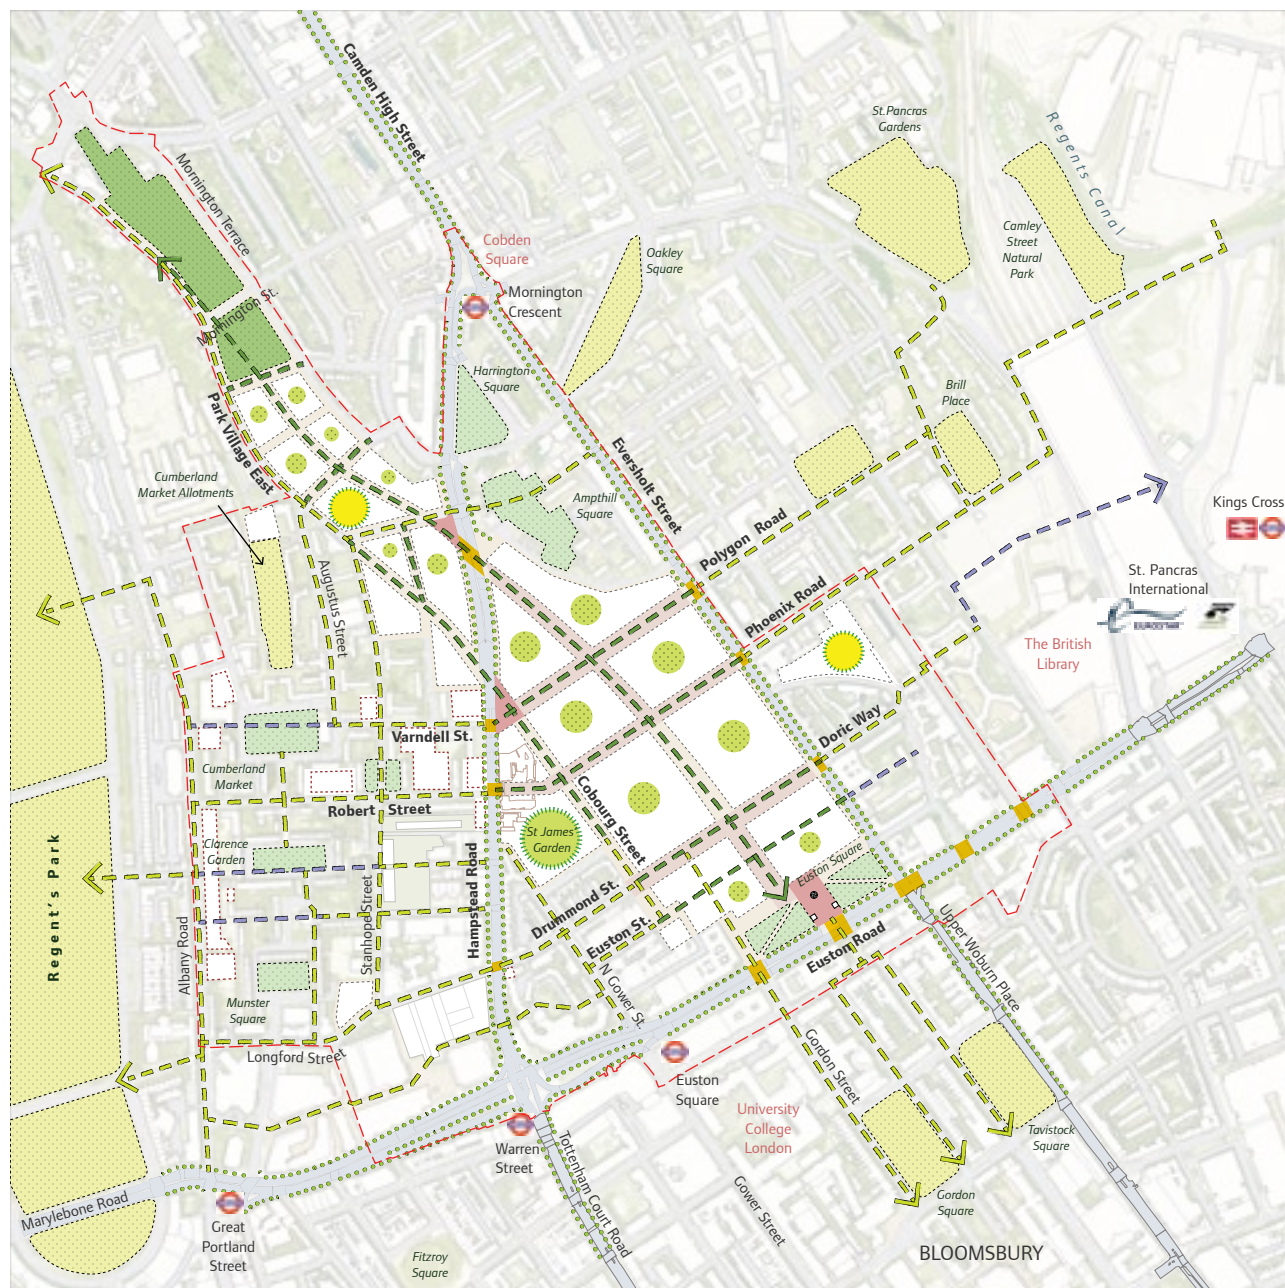 Camden High Street
St.Pancras
Gardens
Regents Canal
Mornington Terrace
Camley
Street
Natural
Park
Cobden
Square
Oakley
Square
Mornington
Crescent
Mornington St.
Harrington
Square
Brill
Place
Park Village East
Cumberland
Market Allotments
Eversholt Street
Ampthill
Square
Polygon Road
Kings Cross
Augustus Street
Phoenix Road
St. Pancras
International
EUROSTAR
The British
Library
Varndell St.
Doric Way
Cumberland
Market
Robert Street
Cobourg Street
St James'
Garden
Clarence
Garden
Regent's Park
Albany Road
Stanhope Street
Hampstead Road
Drummond St.
Euston St.
Euston Square
Euston Road
Upper Woburn Place
Munster
Square
N Gower St.
Longford Street
Gordon Street
Euston
Square
University
College
London
Tavistock
Square
Warren
Street
Tottenham Court Road
Gower Street
Gordon
Square
Marylebone Road
Great
Portland
Street
Fitzroy
Square
BLOOMSBURY